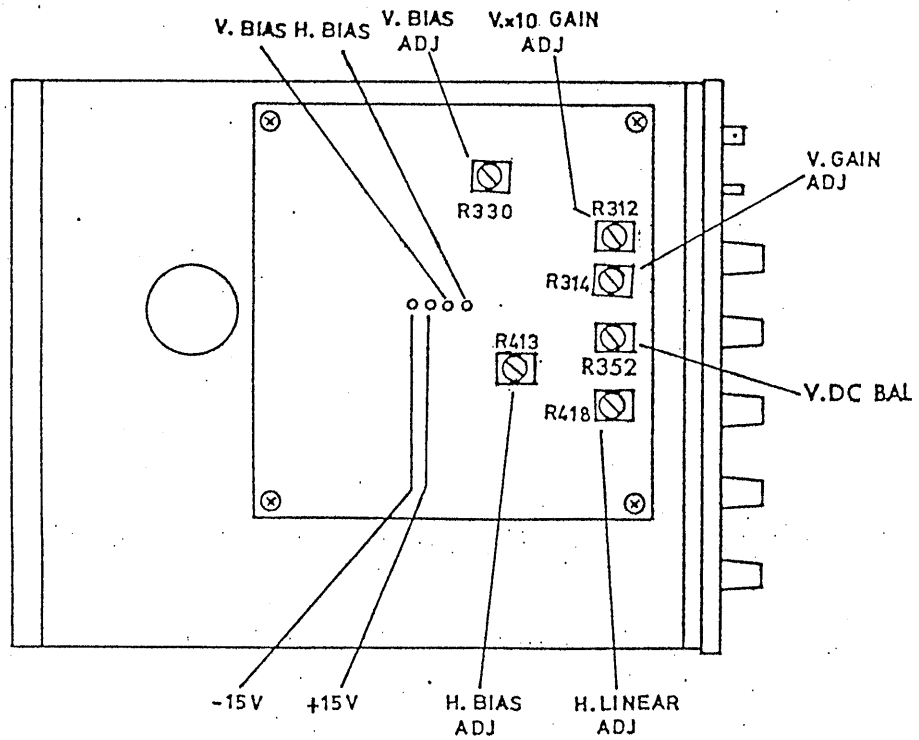 V. BIAS H. BIAS V. BIAS ADJ V.x10 GAIN ADJ
V. GAIN
ADJ
R330
R312
R314
R413
R352
R418
V.DC BAL
-15V +15V
H. BIAS
ADJ
H. LINEAR
ADJ